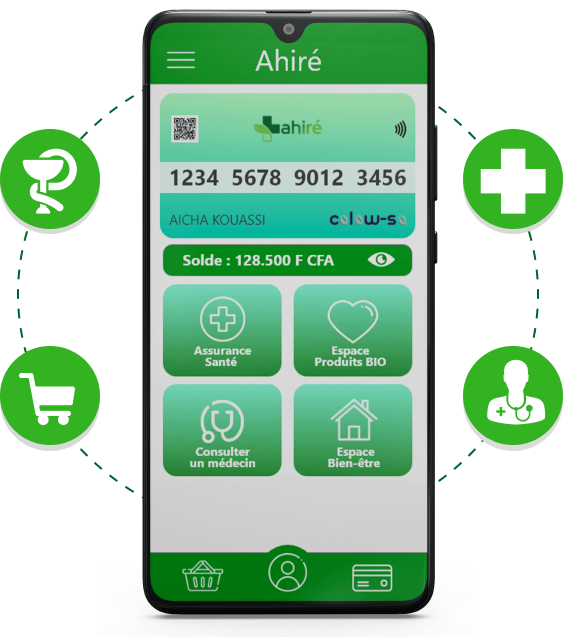 Ahiré
ahiré
1234 5678 9012 3456
AICHA KOUASSI
colow-so
Solde : 128.500 F CFA
Assurance
Santé
Espace
Produits BIO
Consulter
un médecin
Espace
Bien-être